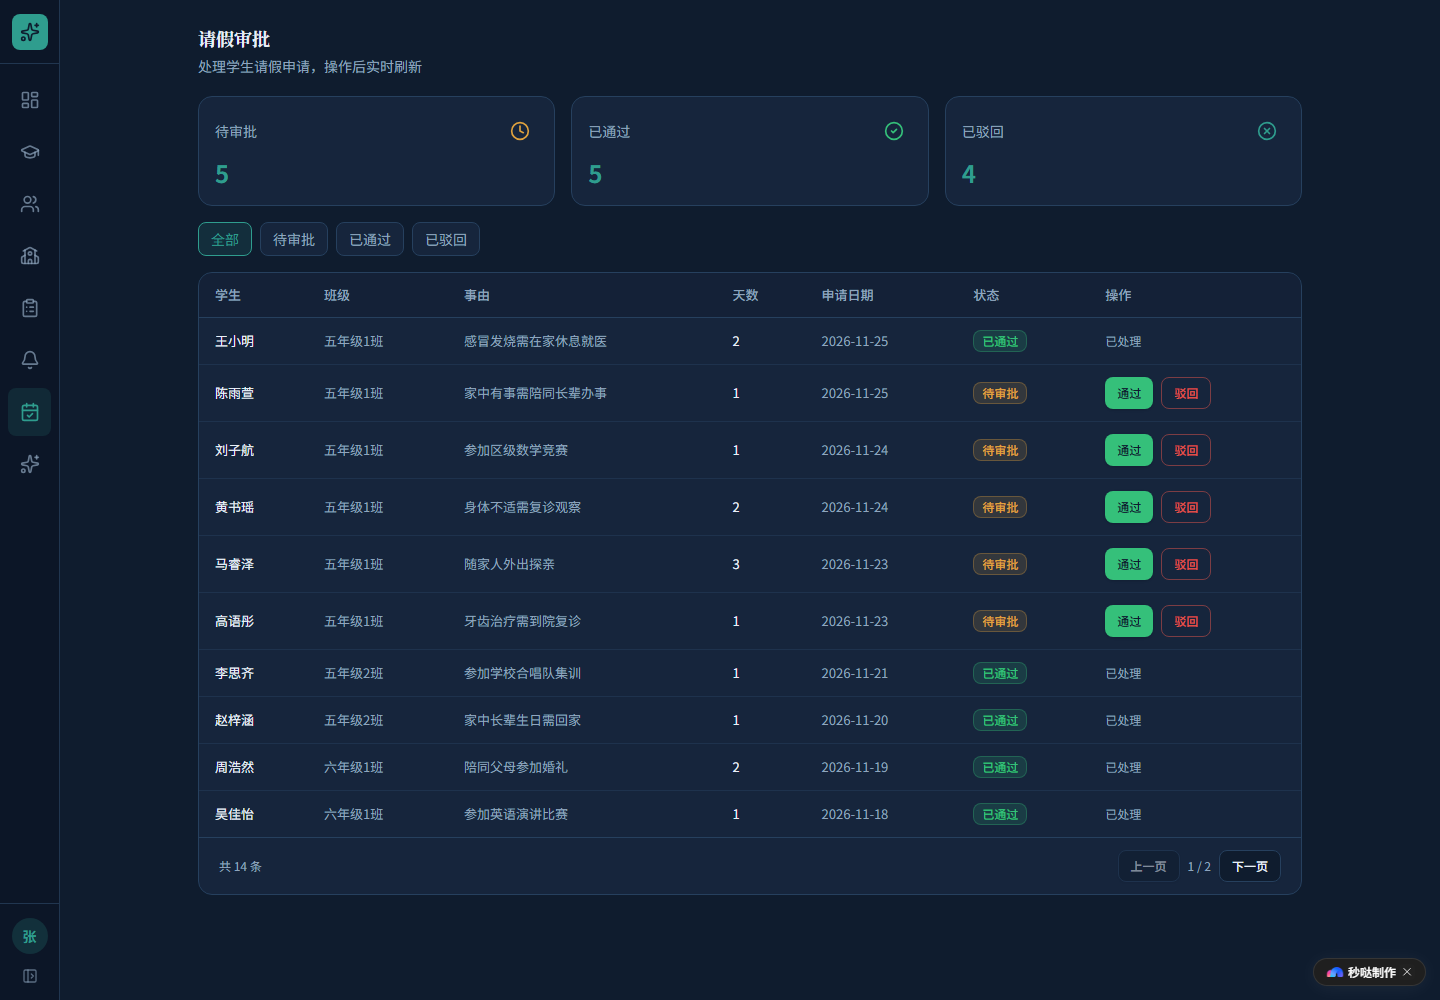 请假审批
处理学生请假申请，操作后实时刷新
待审批
5
已通过
5
已驳回
4
全部 待审批 已通过 已驳回
学生 班级 事由 天数 申请日期 状态 操作
王小明 五年级1班 感冒发烧需在家休息就医 2 2026-11-25 已通过 已处理
陈雨萱 五年级1班 家中有事需陪同长辈办事 1 2026-11-25 待审批 通过 驳回
刘子航 五年级1班 参加区级数学竞赛 1 2026-11-24 待审批 通过 驳回
黄书瑶 五年级1班 身体不适需复诊观察 2 2026-11-24 待审批 通过 驳回
马睿泽 五年级1班 随家人外出探亲 3 2026-11-23 待审批 通过 驳回
高语彤 五年级1班 牙齿治疗需到院复诊 1 2026-11-23 待审批 通过 驳回
李思齐 五年级2班 参加学校合唱队集训 1 2026-11-21 已通过 已处理
赵梓涵 五年级2班 家中长辈生日需回家 1 2026-11-20 已通过 已处理
周浩然 六年级1班 陪同父母参加婚礼 2 2026-11-19 已通过 已处理
吴佳怡 六年级1班 参加英语演讲比赛 1 2026-11-18 已通过 已处理
共 14 条 上一页 1 / 2 下一页
张
秒哒制作